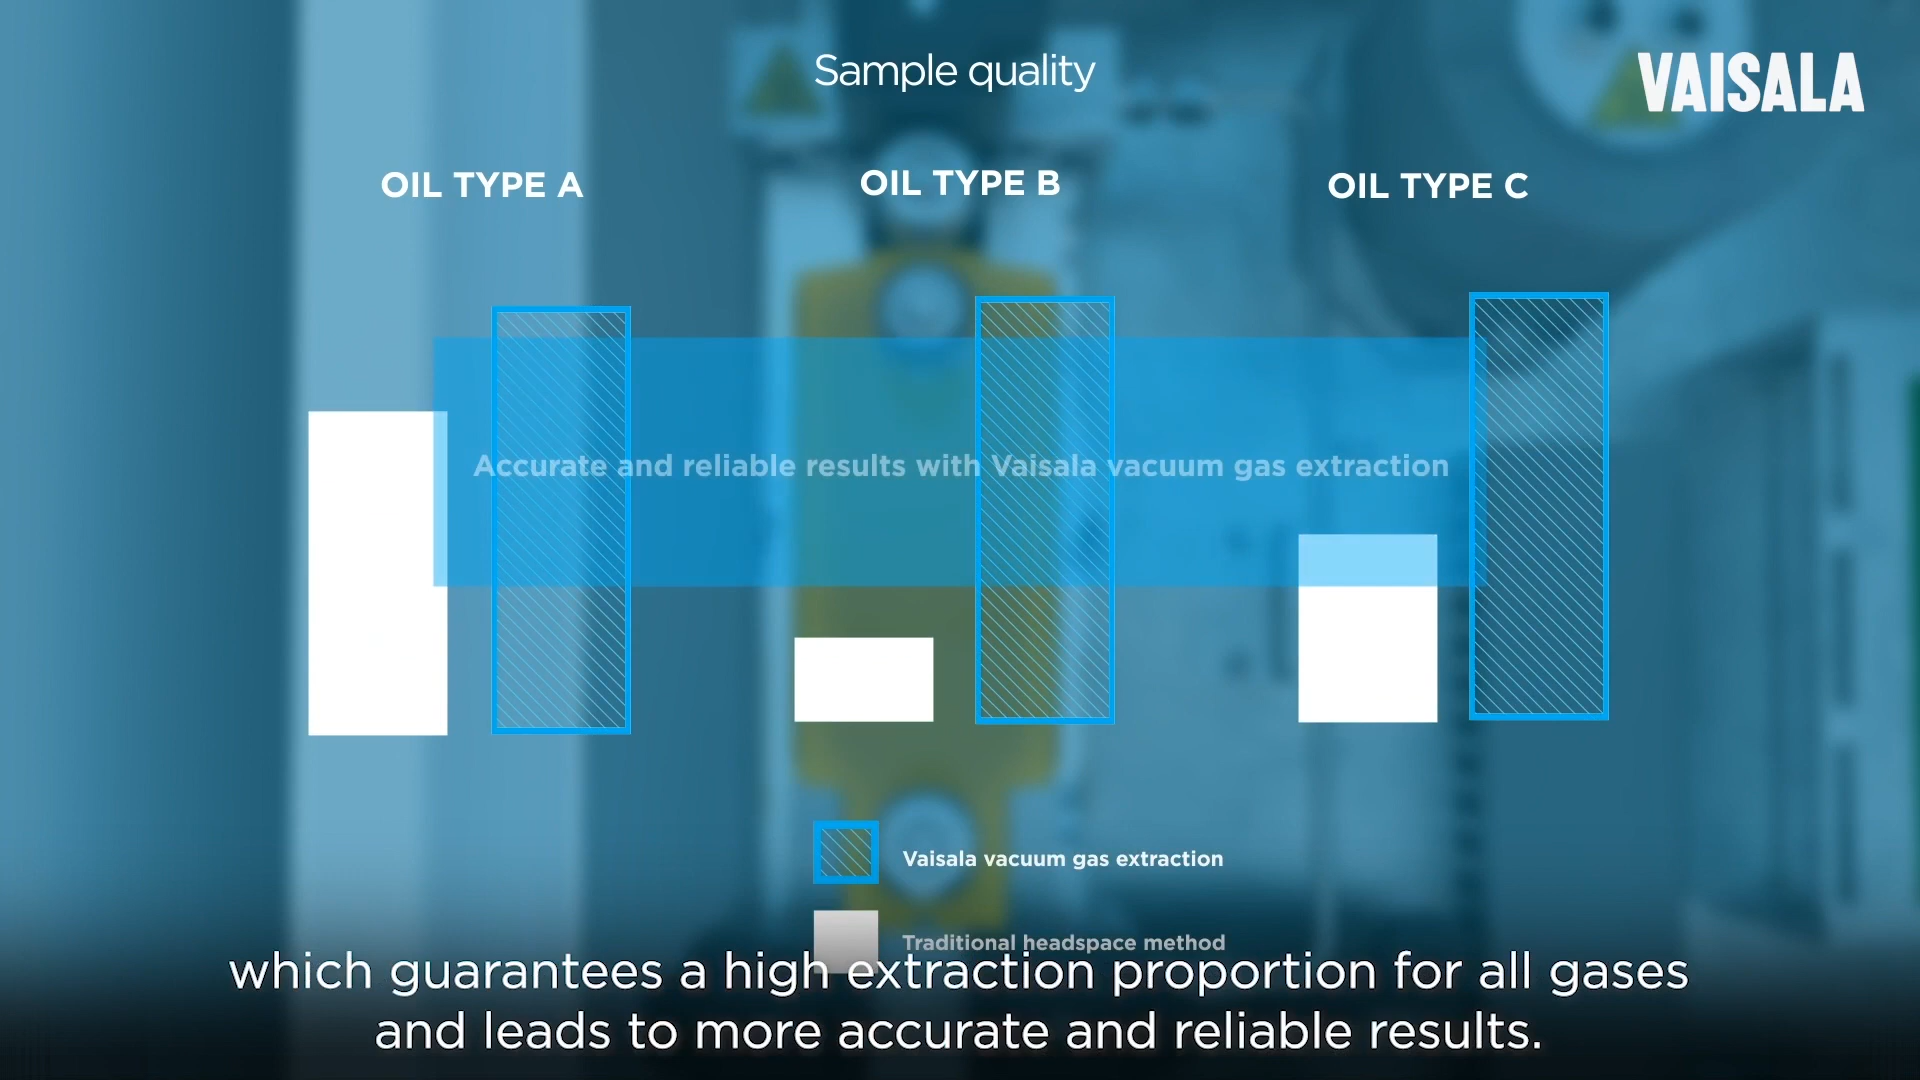 Sample quality
VAISALA
OIL TYPE A
OIL TYPE B
OIL TYPE C
Accurate and reliable results with Vaisala vacuum gas extraction
Vaisala vacuum gas extraction
Traditional headspace method
which guarantees a high extraction proportion for all gases
and leads to more accurate and reliable results.